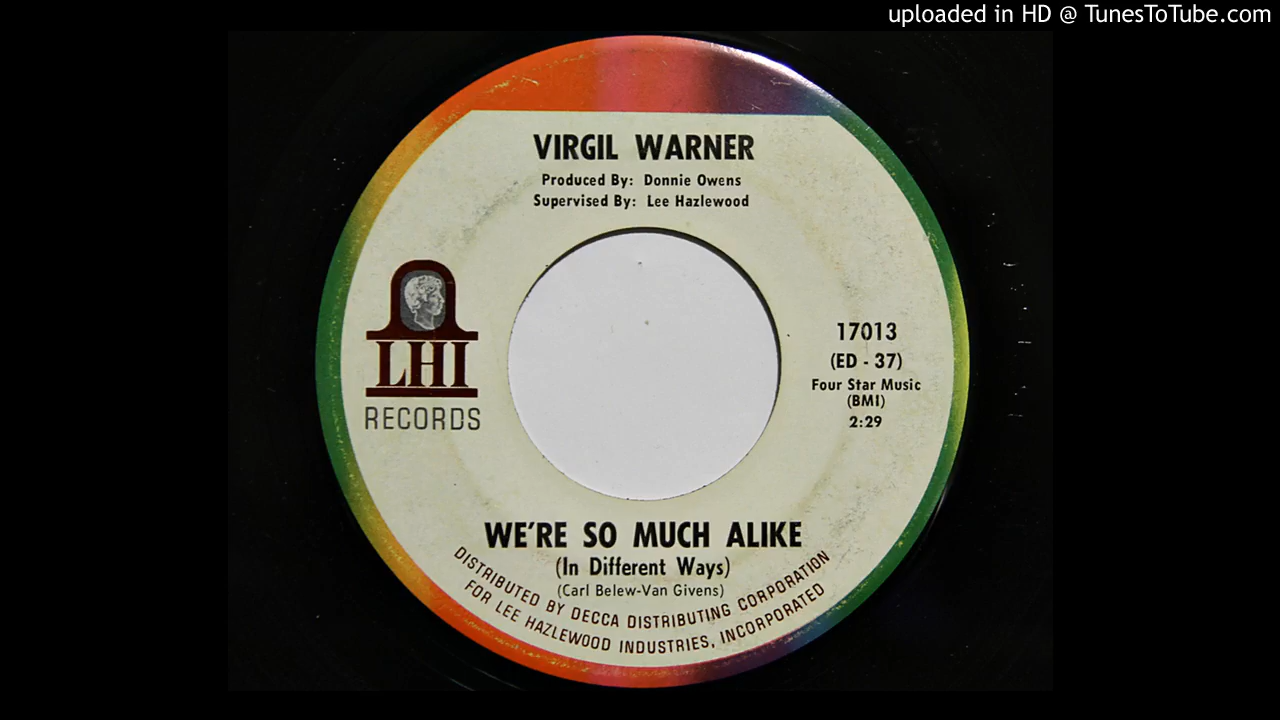 uploaded in HD @ TunesToTube.com
VIRGIL WARNER
Produced By: Donnie Owens
Supervised By: Lee Hazlewood
LHI
RECORDS
17013
(ED - 37)
Four Star Music
(BMI)
2:29
WE'RE SO MUCH ALIKE
(In Different Ways)
(Carl Belew-Van Givens)
DISTRIBUTED BY DECCA DISTRIBUTING CORPORATION
FOR LEE HAZLEWOOD INDUSTRIES, INCORPORATED